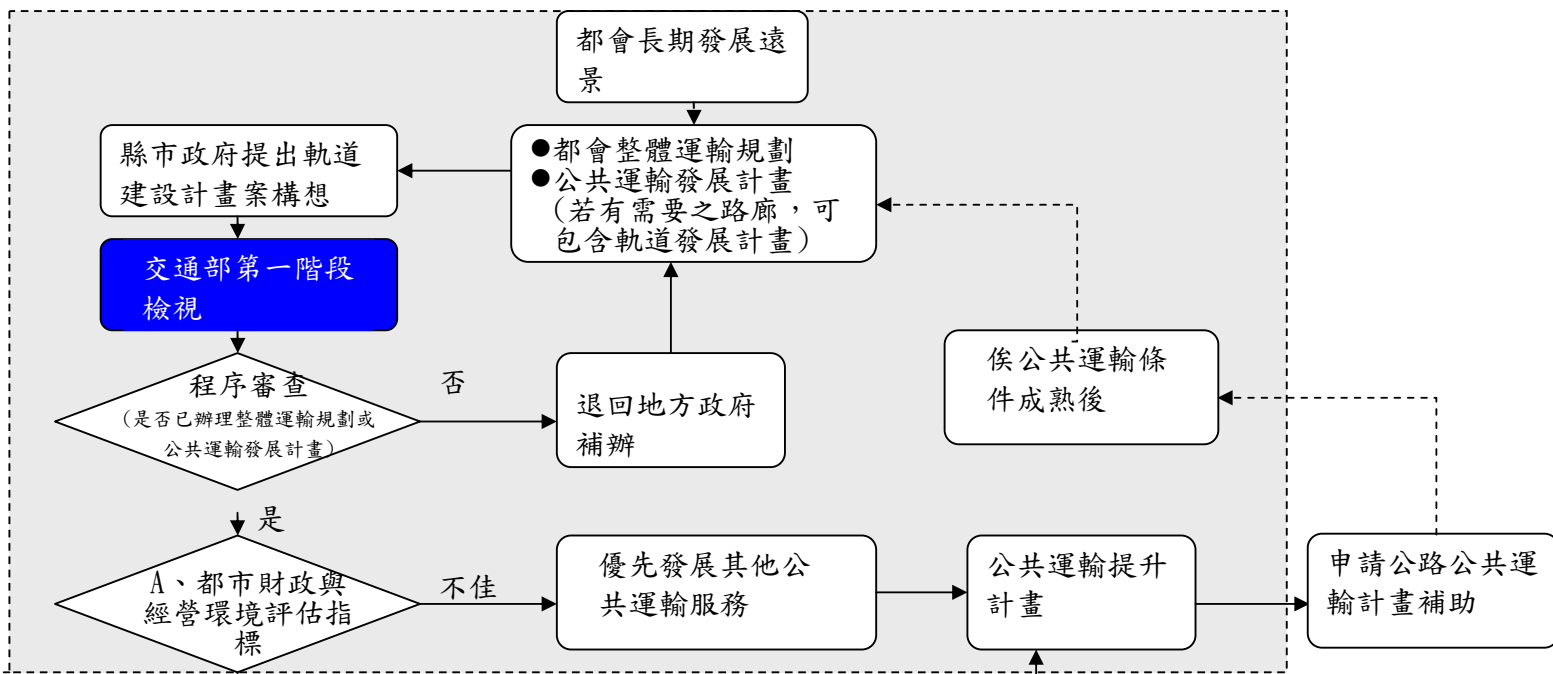 都會長期發展遠
景
●都會整體運輸規劃
●公共運輸發展計畫
(若有需要之路廊，可
包含軌道發展計畫)
縣市政府提出軌道
建設計畫案構想
交通部第一階段
檢視
程序審查
(是否已辦理整體運輸規劃或
公共運輸發展計畫)
否
退回地方政府
補辦
俟公共運輸條
件成熟後
是
A、都市財政與
經營環境評估指
標
不佳
優先發展其他公
共運輸服務
公共運輸提升
計畫
申請公路公共運
輸計畫補助